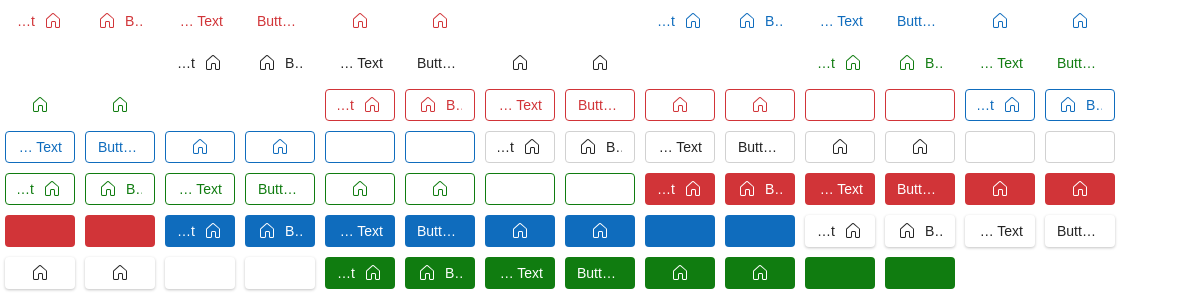 …t B.. … Text Butt… …t B.. … Text Butt…
…t B.. … Text Butt… …t B.. … Text Butt…
…t B.. … Text Butt… …t B..
… Text Butt… …t B.. … Text Butt…
…t B.. … Text Butt… …t B.. … Text Butt…
…t B.. … Text Butt… …t B.. … Text Butt…
…t B.. … Text Butt…